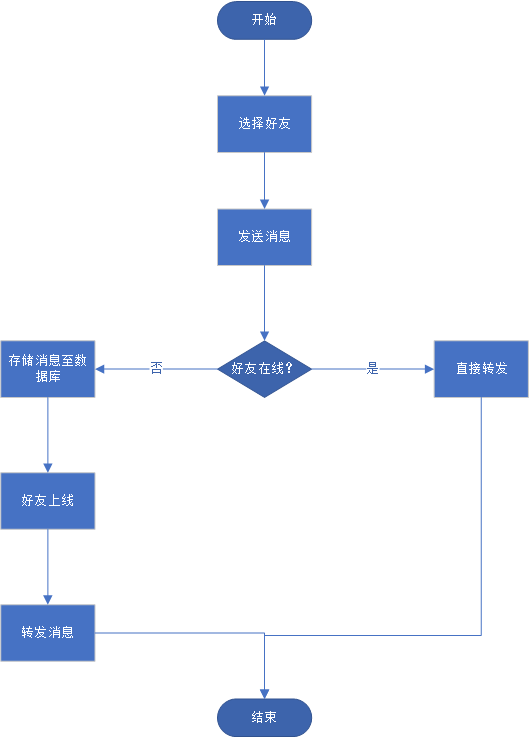 开始
选择好友
发送消息
好友在线？
否
是
存储消息至数
据库
直接转发
好友上线
转发消息
结束